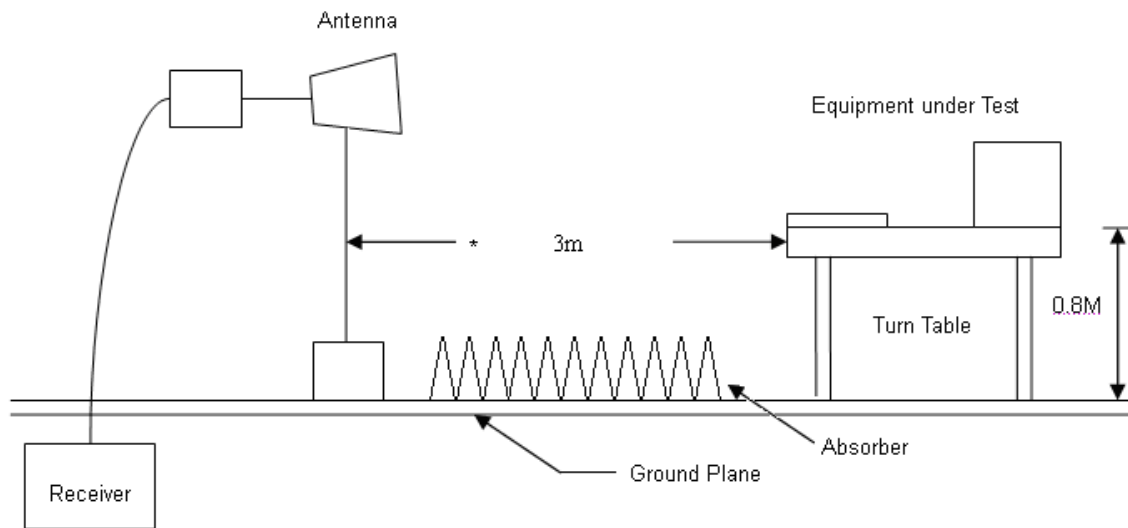 Antenna
Equipment under Test
* 3m
0.8M
Turn Table
Absorber
Ground Plane
Receiver